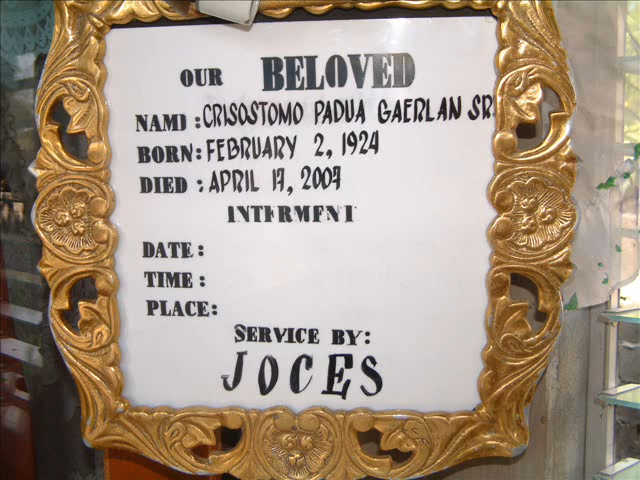 OUR BELOVED
NAME: CRISOSTOMO PADUA GAERLAN SR.
BORN: FEBRUARY 2, 1924
DIED: APRIL 17, 2007
INTERMENT
DATE:
TIME:
PLACE:
SERVICE BY:
JOCES